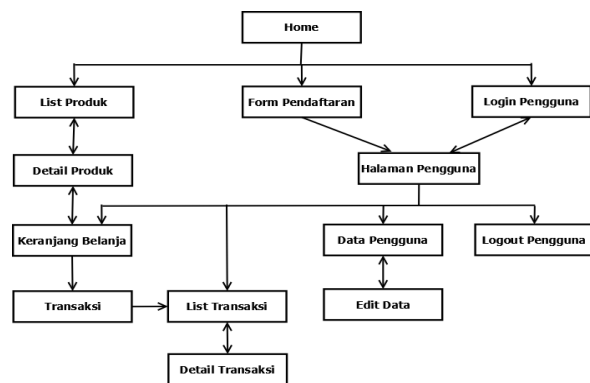 Home
List Produk
Form Pendaftaran
Login Pengguna
Detail Produk
Halaman Pengguna
Keranjang Belanja
Data Pengguna
Logout Pengguna
Transaksi
List Transaksi
Edit Data
Detail Transaksi